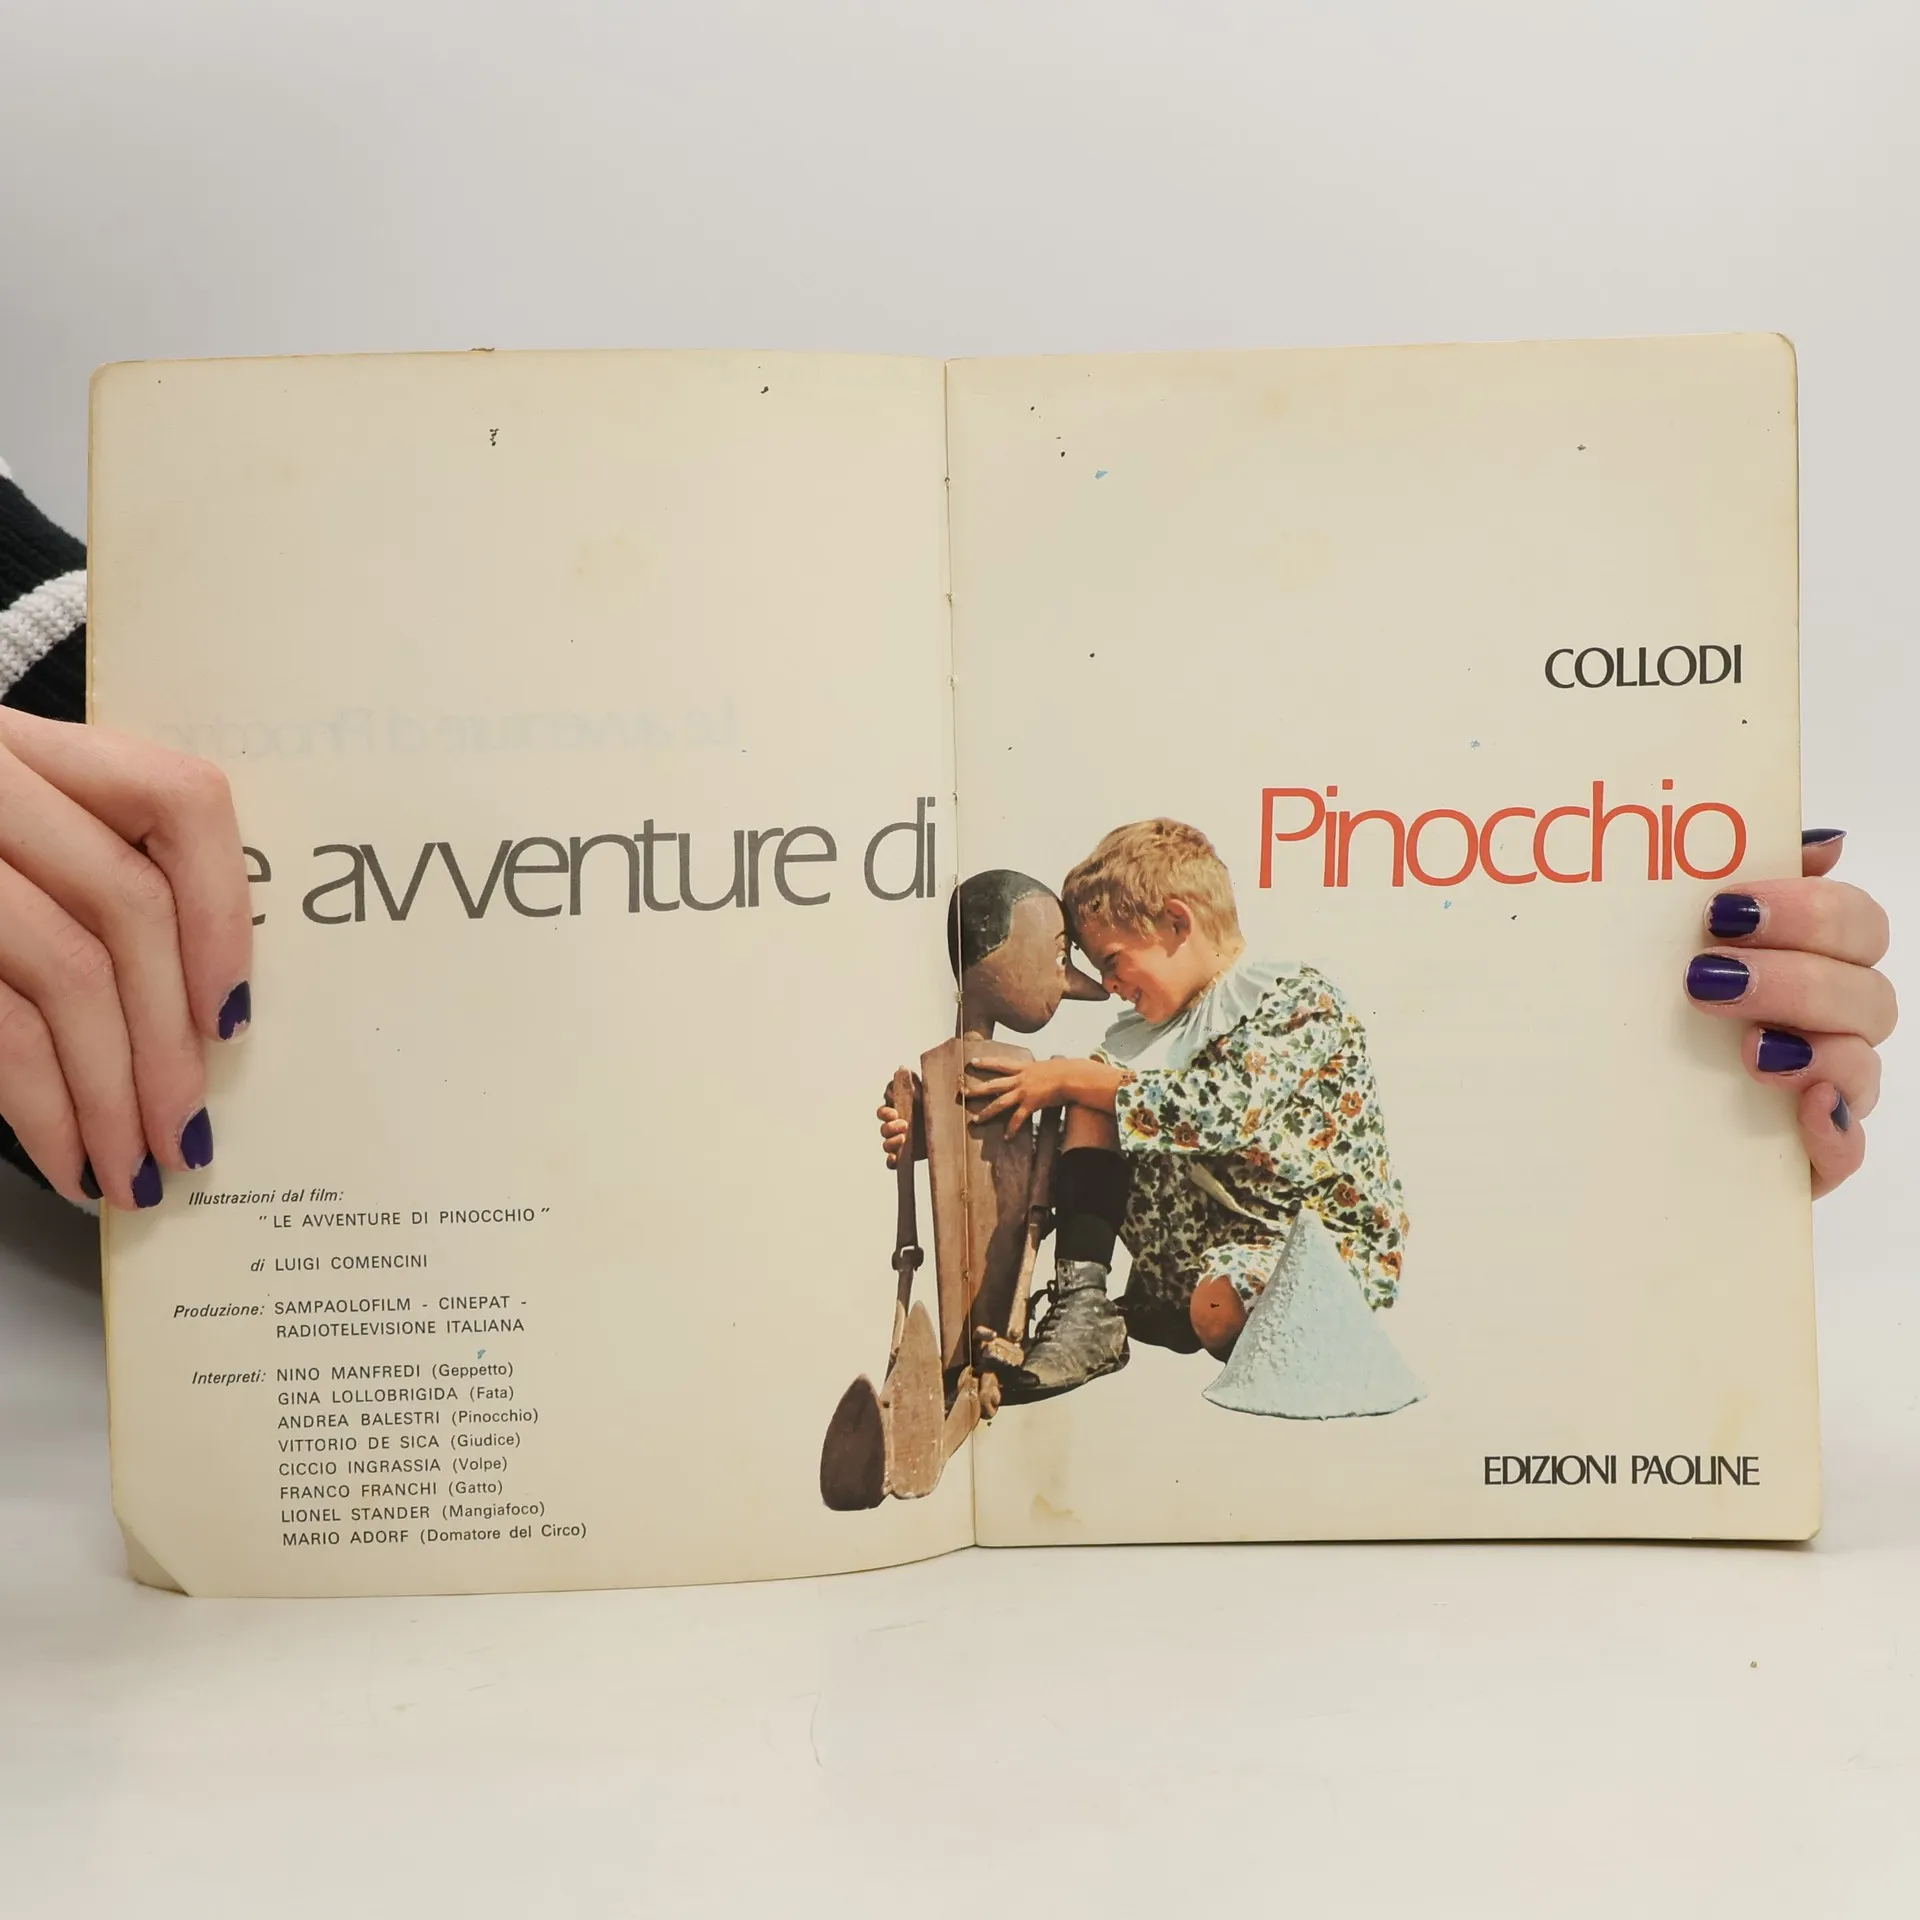 e avventure di
COLLODI
Pinocchio
Illustrazioni dal film:
" LE AVVENTURE DI PINOCCHIO "
di LUIGI COMENCINI
Produzione: SAMPAOLOFILM - CINEPAT -
RADIOTELEVISIONE ITALIANA
Interpreti: NINO MANFREDI (Geppetto)
GINA LOLLOBRIGIDA (Fata)
ANDREA BALESTRI (Pinocchio)
VITTORIO DE SICA (Giudice)
CICCIO INGRASSIA (Volpe)
FRANCO FRANCHI (Gatto)
LIONEL STANDER (Mangiafoco)
MARIO ADORF (Domatore del Circo)
EDIZIONI PAOLINE